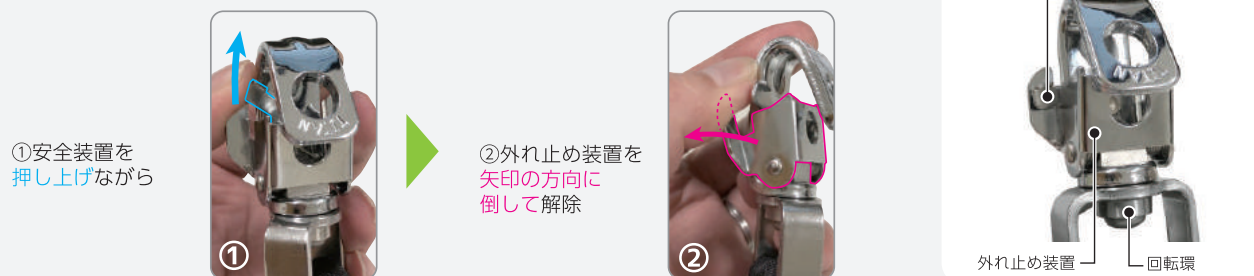 ①安全装置を
押し上げながら
①
②外れ止め装置を
矢印の方向に
倒して解除
②
外れ止め装置
回転環